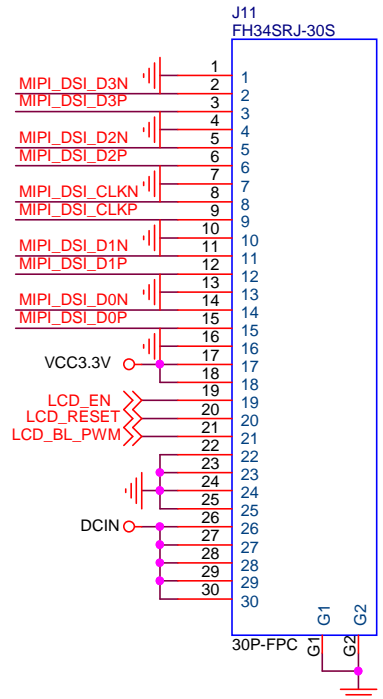 J11
FH34SRJ-30S
1 1
MIPI_DSI_D3N 2 2
MIPI_DSI_D3P 3 3
4 4
MIPI_DSI_D2N 5 5
MIPI_DSI_D2P 6 6
7 7
MIPI_DSI_CLKN 8 8
MIPI_DSI_CLKP 9 9
10 10
MIPI_DSI_D1N 11 11
MIPI_DSI_D1P 12 12
13 13
MIPI_DSI_D0N 14 14
MIPI_DSI_D0P 15 15
16 16
VCC3.3V 17 17
18 18
LCD_EN 19 19
LCD_RESET 20 20
LCD_BL_PWM 21 21
22 22
23 23
24 24
25 25
DCIN 26 26
27 27
28 28
29 29
30 30
G1 G2
30P-FPC G1 G2